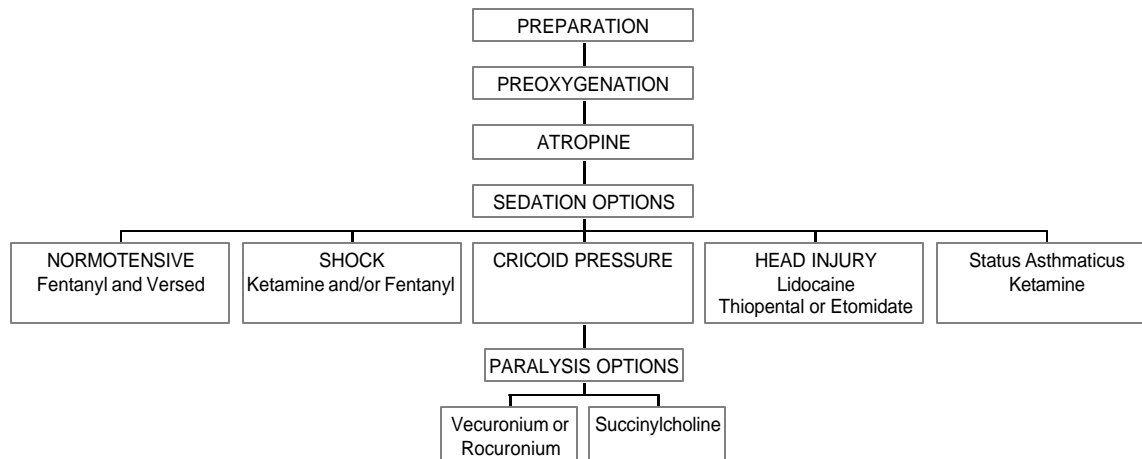 PREPARATION
PREOXYGENATION
ATROPINE
SEDATION OPTIONS
NORMOTENSIVE
Fentanyl and Versed
SHOCK
Ketamine and/or Fentanyl
CRICOID PRESSURE
HEAD INJURY
Lidocaine
Thiopental or Etomidate
Status Asthmaticus
Ketamine
PARALYSIS OPTIONS
Vecuronium or
Rocuronium
Succinylcholine